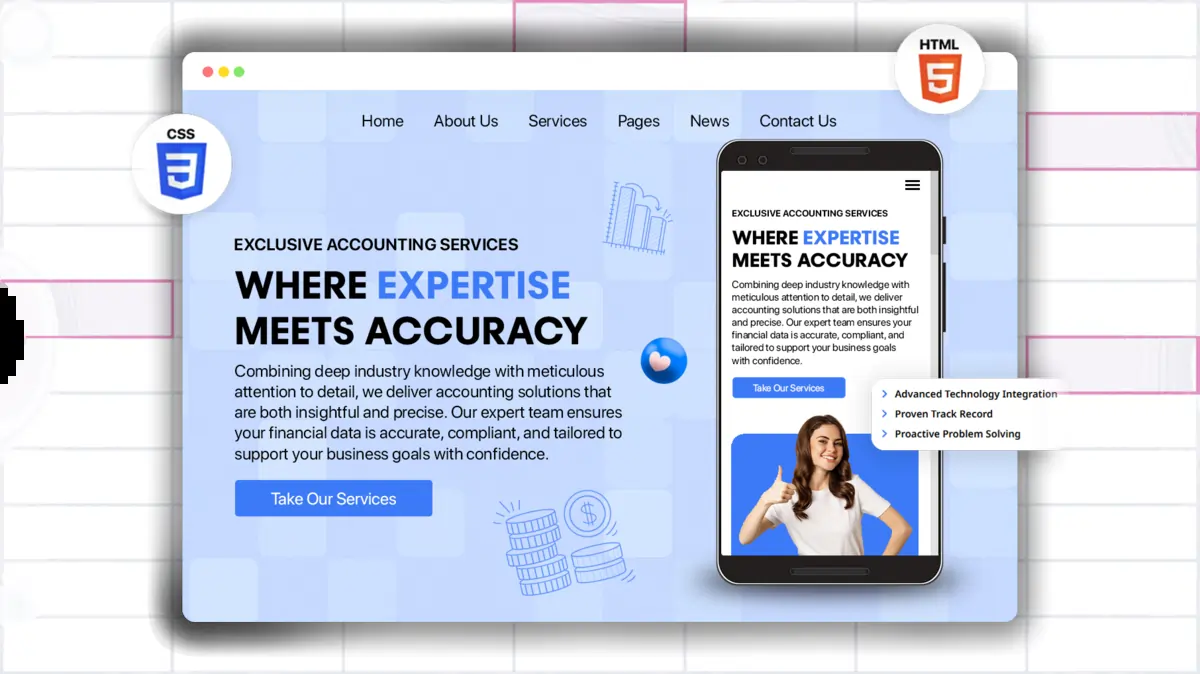 HTML
5
CSS
3
Home About Us Services Pages News Contact Us
EXCLUSIVE ACCOUNTING SERVICES
WHERE EXPERTISE
MEETS ACCURACY
Combining deep industry knowledge with meticulous
attention to detail, we deliver accounting solutions that
are both insightful and precise. Our expert team ensures
your financial data is accurate, compliant, and tailored to
support your business goals with confidence.
Take Our Services
$
EXCLUSIVE ACCOUNTING SERVICES
WHERE EXPERTISE
MEETS ACCURACY
Combining deep industry knowledge with
meticulous attention to detail, we deliver
accounting solutions that are both insightful
and precise. Our expert team ensures your
financial data is accurate, compliant, and
tailored to support your business goals
with confidence.
Take Our Services
Advanced Technology Integration
Proven Track Record
Proactive Problem Solving